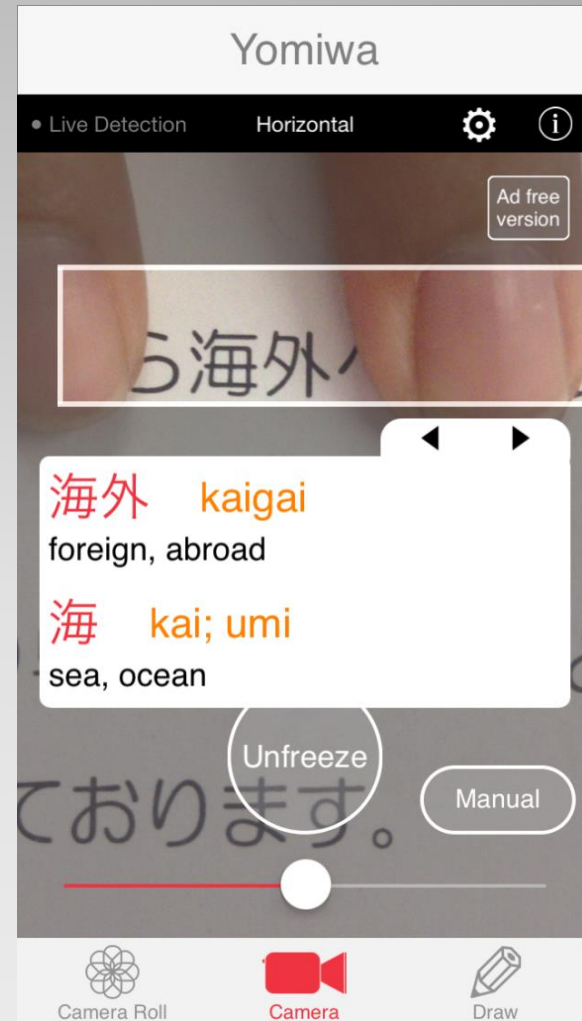 Yomiwa
• Live Detection Horizontal
Ad free
version
ら海外へ
海外 kaigai
foreign, abroad
海 kai; umi
sea, ocean
Unfreeze
Manual
ております。
Camera Roll Camera Draw